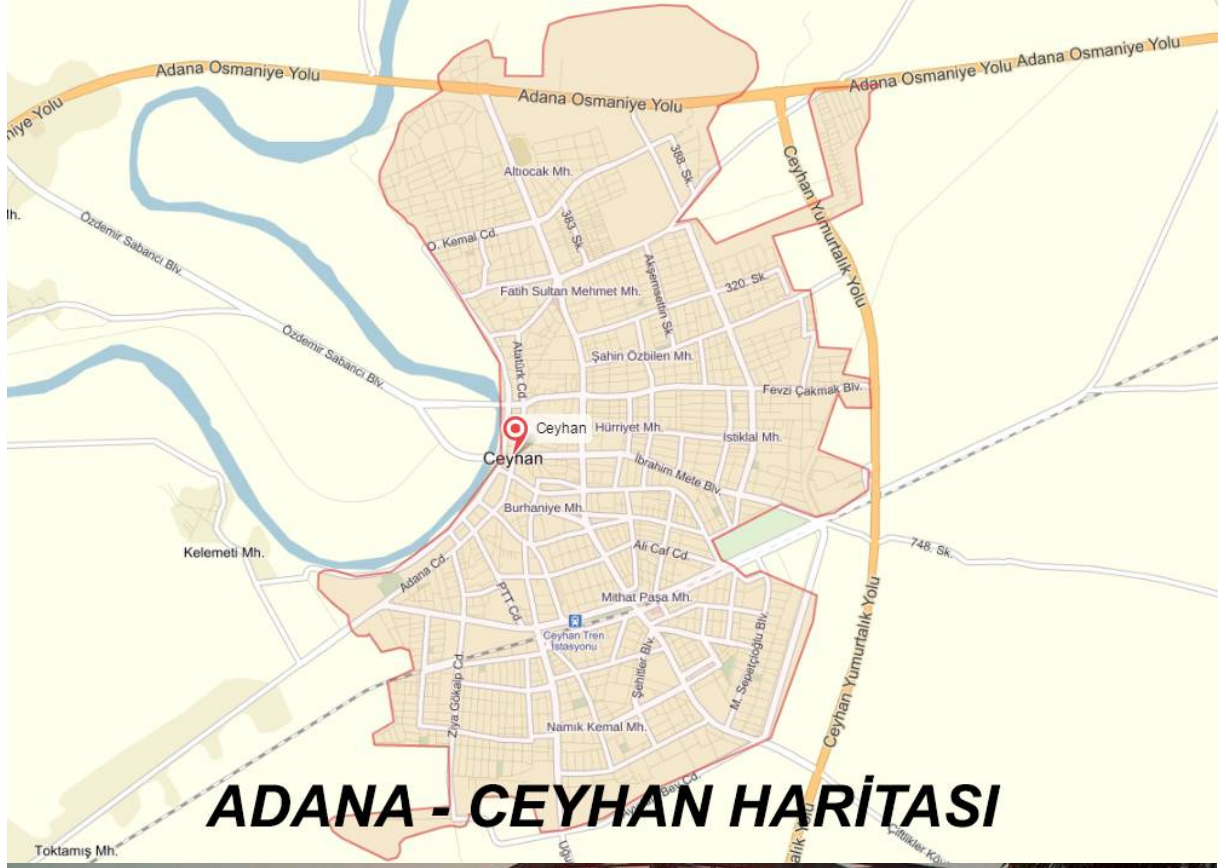 Adana Osmaniye Yolu
Adana Osmaniye Yolu
Adana Osmaniye Yolu
Adana Osmaniye Yolu
niye Yolu
Ceyhan Yumurtalık Yolu
388. Sk.
Altıocak Mh.
383. Sk.
O. Kemal Cd.
Özdemir Sabancı Blv.
Akşemsettin Sk.
320. Sk.
Fatih Sultan Mehmet Mh.
Özdemir Sabancı Blv.
Atatürk Cd.
Şahin Özbilen Mh.
Fevzi Çakmak Blv.
Ceyhan
Hürriyet Mh.
İstiklal Mh.
Ceyhan
İbrahim Mete Blv.
Burhaniye Mh.
Kelemeti Mh.
Ali Caf Cd.
748. Sk.
Adana Cd.
PTT Cd.
Mithat Paşa Mh.
Ceyhan Tren
İstasyonu
Şehitler Blv.
M. Sepetçioğlu Blv.
Ziya Gökalp Cd.
Ceyhan Yumurtalık Yolu
Namık Kemal Mh.
ADANA - CEYHAN HARİTASI
Toktamış Mh.